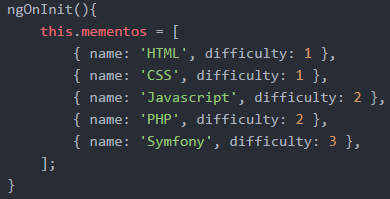 ngOnInit(){
    this.mementos = [
        { name: 'HTML', difficulty: 1 },
        { name: 'CSS', difficulty: 1 },
        { name: 'Javascript', difficulty: 2 },
        { name: 'PHP', difficulty: 2 },
        { name: 'Symfony', difficulty: 3 },
    ];
}